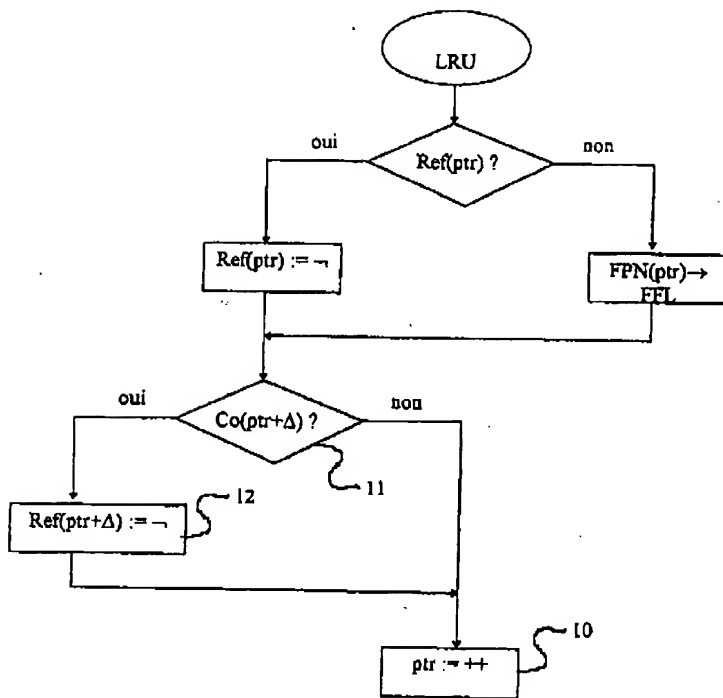 LRU
oui
Ref(ptr) ?
non
Ref(ptr) := ¬
FPN(ptr)→
FFL
oui
Co(ptr+Δ) ?
non
11
12
Ref(ptr+Δ) := ¬
10
ptr := ++